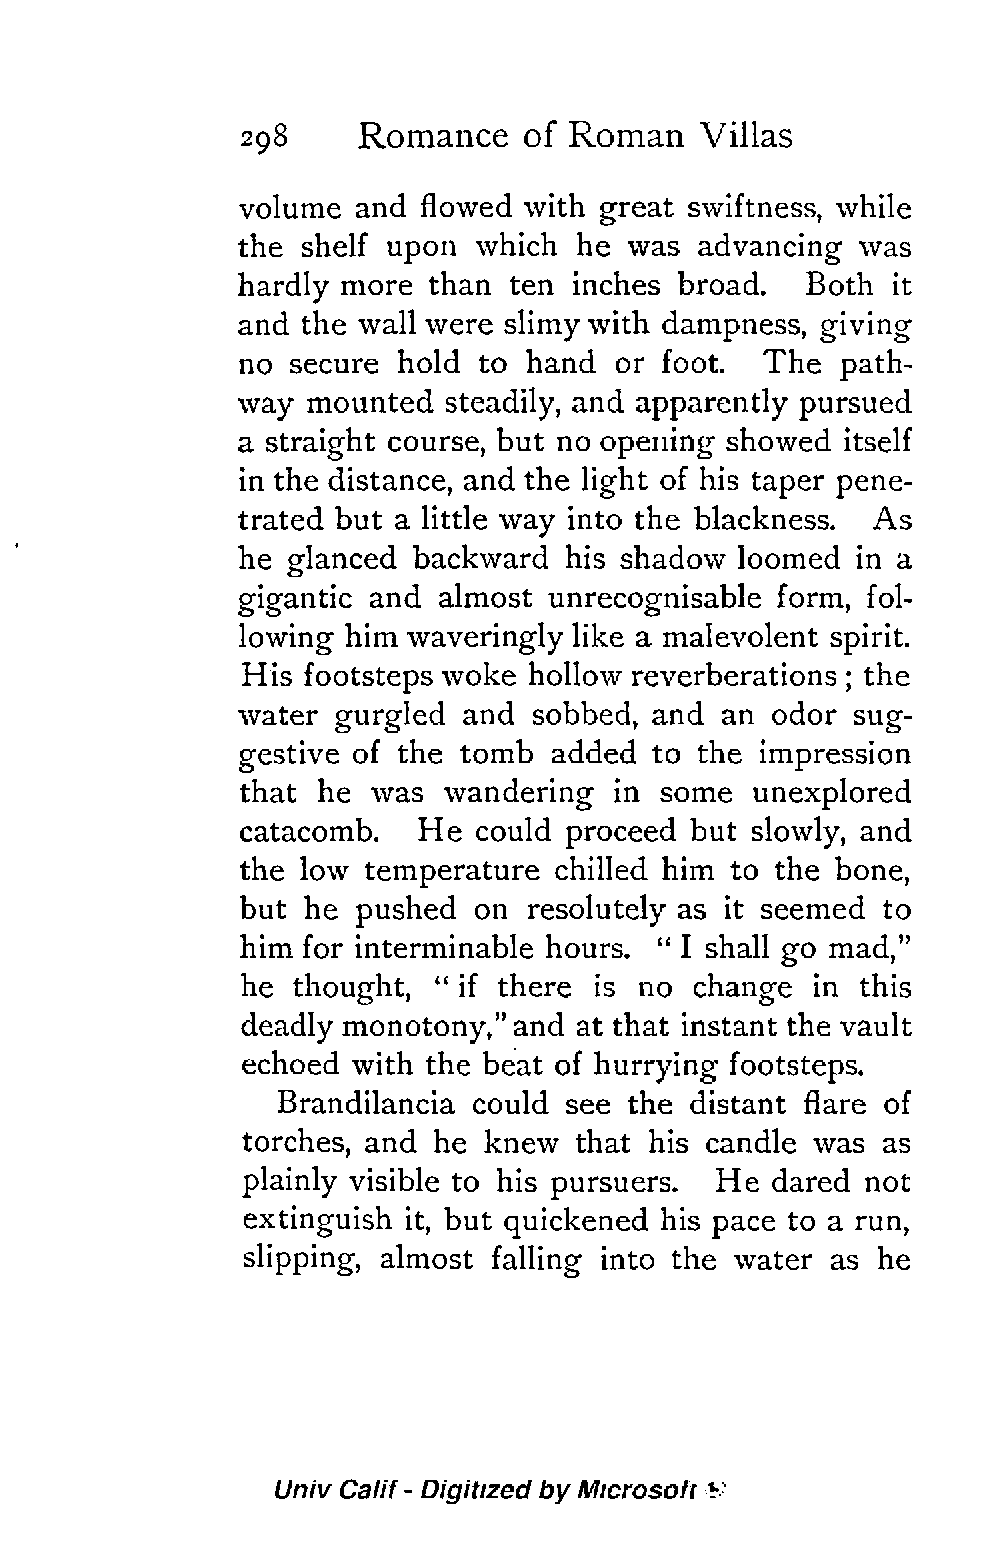 298 Romance of Roman Villas
volume and flowed with great swiftness, while
the shelf upon which he was advancing was
hardly more than ten inches broad. Both it
and the wall were slimy with dampness, giving
no secure hold to hand or foot. The path-
way mounted steadily, and apparently pursued
a straight course, but no opening showed itself
in the distance, and the light of his taper pene-
trated but a little way into the blackness. As
he glanced backward his shadow loomed in a
gigantic and almost unrecognisable form, fol-
lowing him waveringly like a malevolent spirit.
His footsteps woke hollow reverberations ; the
water gurgled and sobbed, and an odor sug-
gestive of the tomb added to the impression
that he was wandering in some unexplored
catacomb. He could proceed but slowly, and
the low temperature chilled him to the bone,
but he pushed on resolutely as it seemed to
him for interminable hours. " I shall go mad,"
he thought, " if there is no change in this
deadly monotony," and at that instant the vault
echoed with the beat of hurrying footsteps.
Brandilancia could see the distant flare of
torches, and he knew that his candle was as
plainly visible to his pursuers. He dared not
extinguish it, but quickened his pace to a run,
slipping, almost falling into the water as he
Univ Calif - Digitized by Microsoft ®